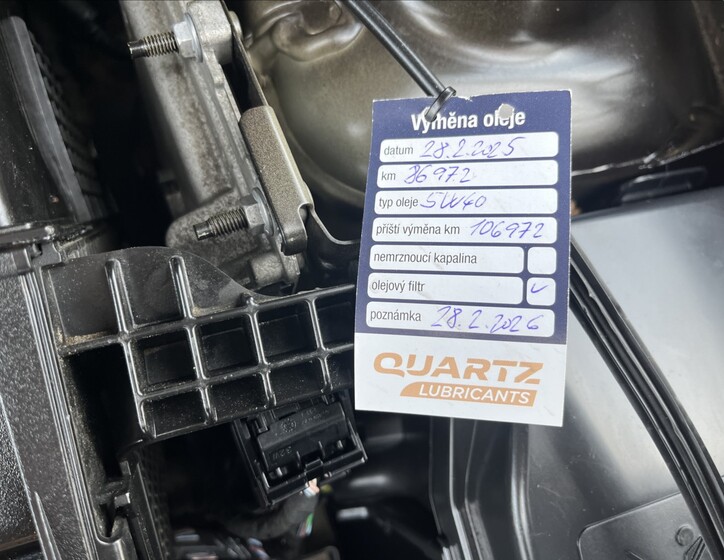 Výměna oleje
datum 28.2.2025
km 86972
typ oleje 5W40
příští výměna km 106972
nemrznoucí kapalina
olejový filtr ✓
poznámka 28.2.2026
QUARTZ
LUBRICANTS